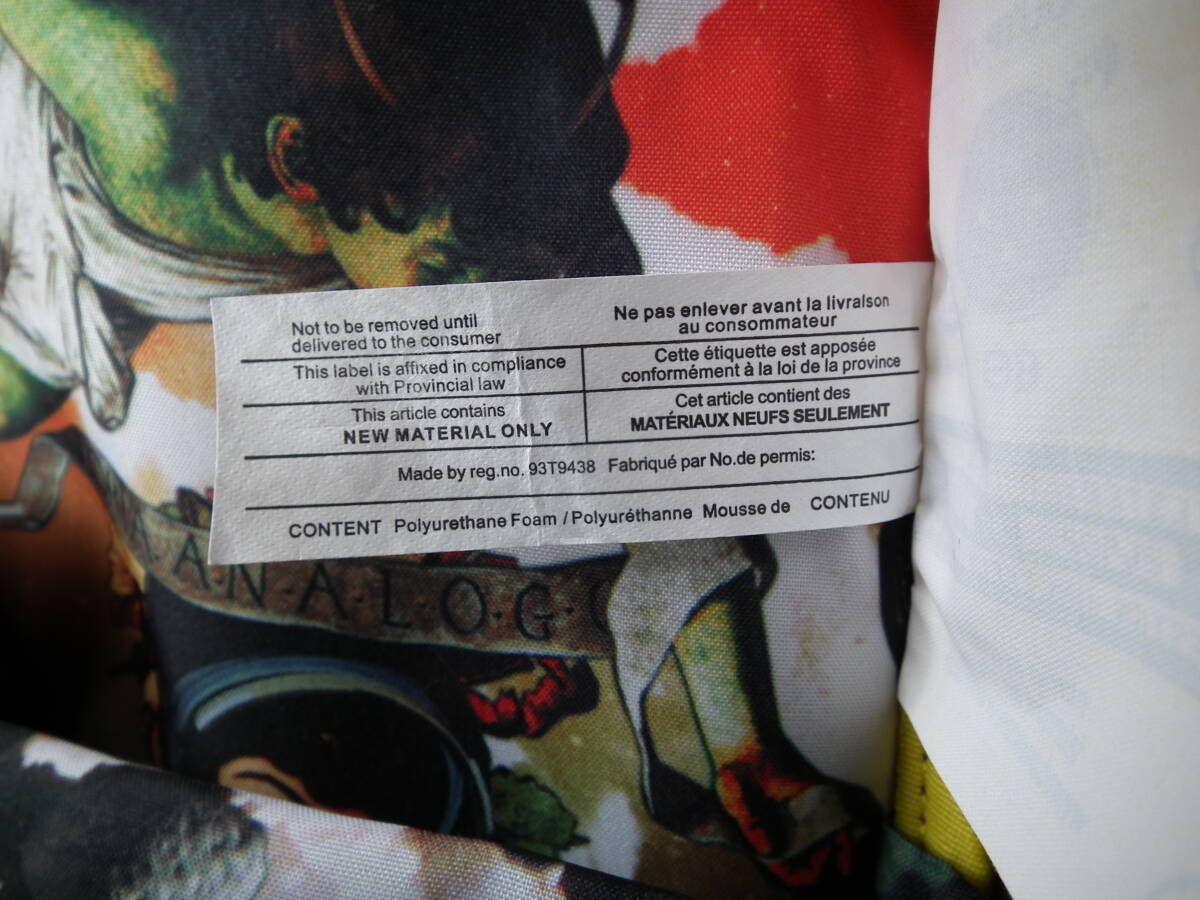 Not to be removed until
delivered to the consumer
Ne pas enlever avant la livraison
au consommateur
This label is affixed in compliance
with Provincial law
Cette étiquette est apposée
conformément à la loi de la province
This article contains
NEW MATERIAL ONLY
Cet article contient des
MATÉRIAUX NEUFS SEULEMENT
Made by reg.no. 93T9438 Fabriqué par No.de permis:
CONTENT Polyurethane Foam / Polyuréthanne Mousse de CONTENU
A·N·A·L·O·G·